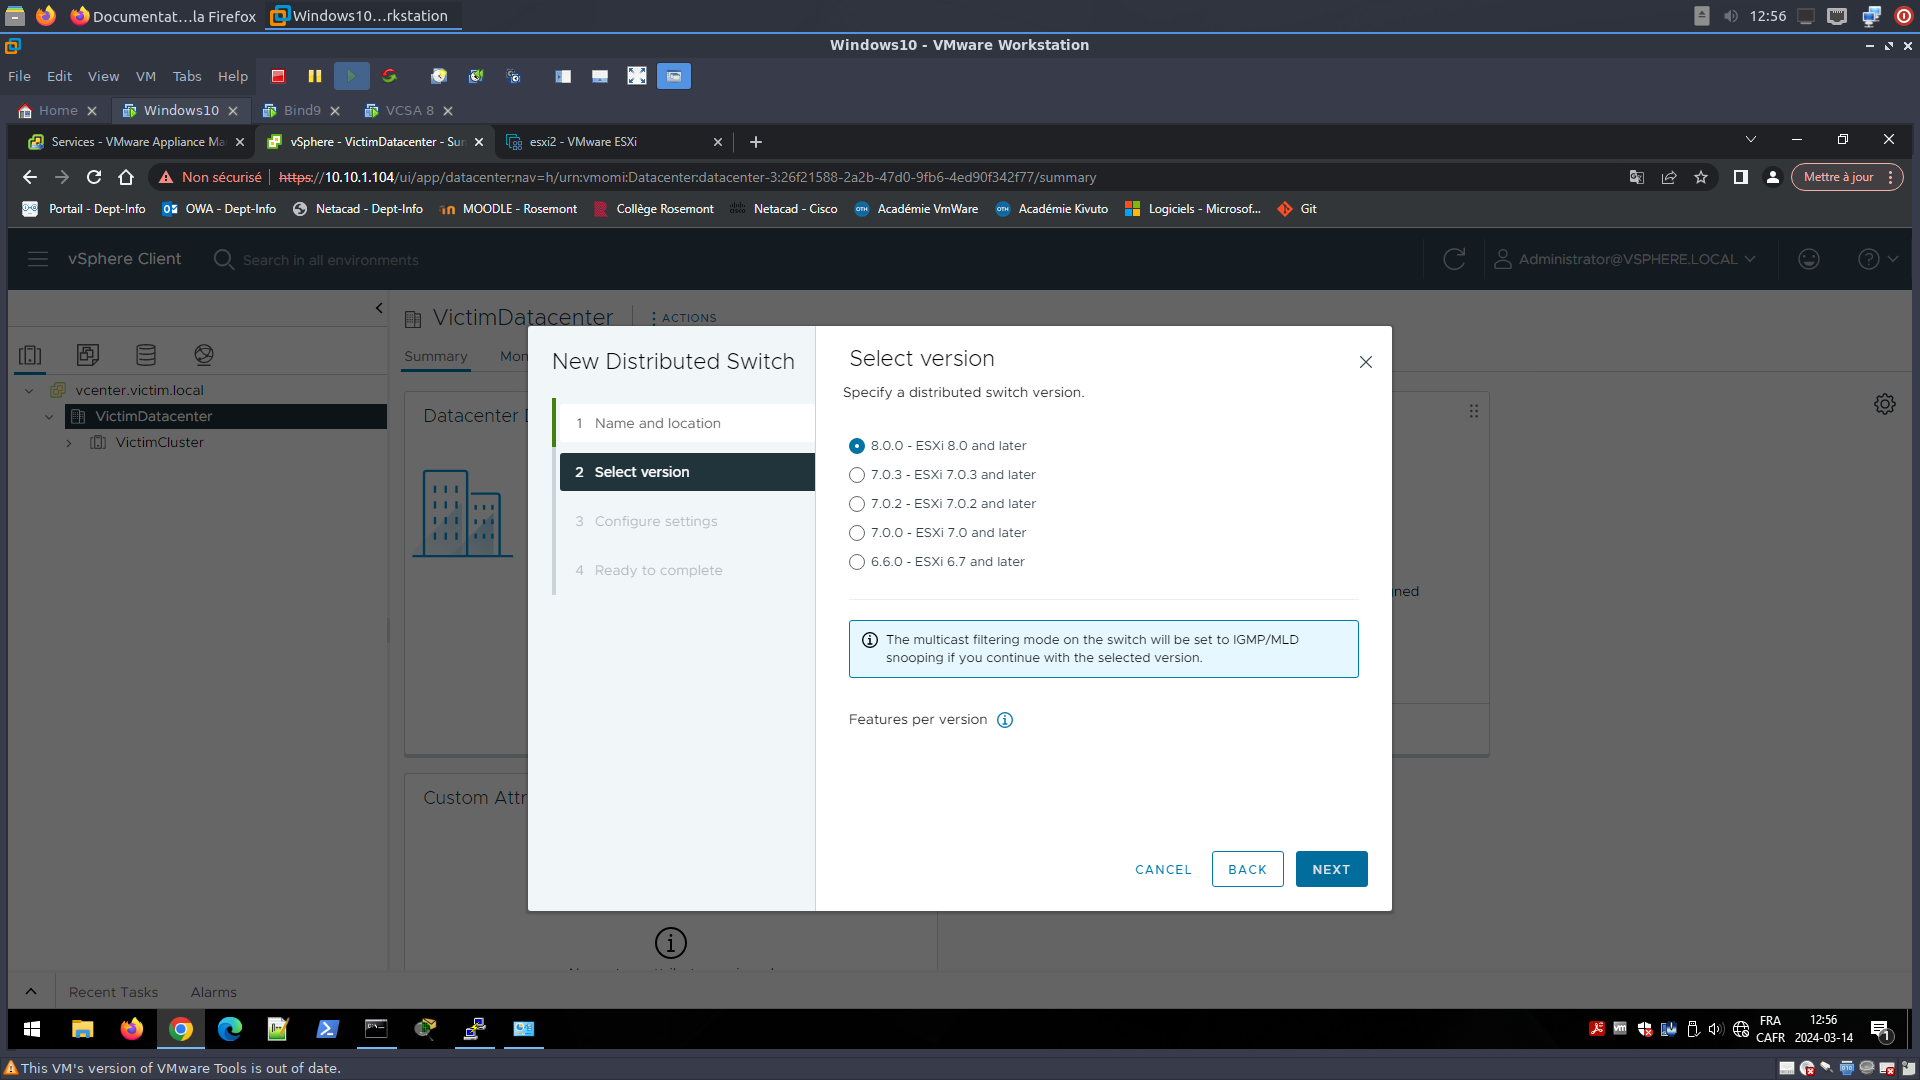 Documentat...la Firefox
Windows10...rkstation
12:56
Windows10 - VMware Workstation
File Edit View VM Tabs Help
Home
Windows10
Bind9
VCSA 8
Services - VMware Appliance Ma
vSphere - VictimDatacenter - Sum
esxi2 - VMware ESXi
Non sécurisé
https://10.10.1.104/ui/app/datacenter;nav=h/urn:vmomi:Datacenter:datacenter-3:26f21588-2a2b-47d0-9fb6-4ed90f342f77/summary
Mettre à jour
Portail - Dept-Info
OWA - Dept-Info
Netacad - Dept-Info
MOODLE - Rosemont
Collège Rosemont
Netacad - Cisco
Académie VmWare
Académie Kivuto
Logiciels - Microsof...
Git
vSphere Client
Search in all environments
Administrator@VSPHERE.LOCAL
vcenter.victim.local
VictimDatacenter
VictimCluster
VictimDatacenter
ACTIONS
Summary
Mon
Datacenter D
Custom Attr
ned
New Distributed Switch
1 Name and location
2 Select version
3 Configure settings
4 Ready to complete
Select version
Specify a distributed switch version.
8.0.0 - ESXi 8.0 and later
7.0.3 - ESXi 7.0.3 and later
7.0.2 - ESXi 7.0.2 and later
7.0.0 - ESXi 7.0 and later
6.6.0 - ESXi 6.7 and later
The multicast filtering mode on the switch will be set to IGMP/MLD
snooping if you continue with the selected version.
Features per version
CANCEL
BACK
NEXT
Recent Tasks
Alarms
FRA
CAFR
12:56
2024-03-14
1
This VM's version of VMware Tools is out of date.